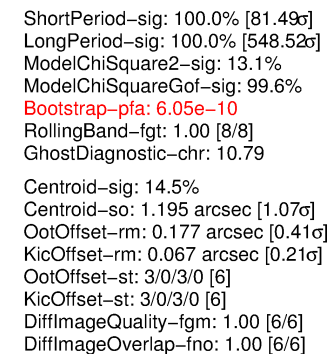 ShortPeriod−sig: 100.0% [81.49σ]
LongPeriod−sig: 100.0% [548.52σ]
ModelChiSquare2−sig: 13.1%
ModelChiSquareGof−sig: 99.6%
Bootstrap−pfa: 6.05e−10
RollingBand−fgt: 1.00 [8/8]
GhostDiagnostic−chr: 10.79
Centroid−sig: 14.5%
Centroid−so: 1.195 arcsec [1.07σ]
OotOffset−rm: 0.177 arcsec [0.41σ]
KicOffset−rm: 0.067 arcsec [0.21σ]
OotOffset−st: 3/0/3/0 [6]
KicOffset−st: 3/0/3/0 [6]
DiffImageQuality−fgm: 1.00 [6/6]
DiffImageOverlap−fno: 1.00 [6/6]